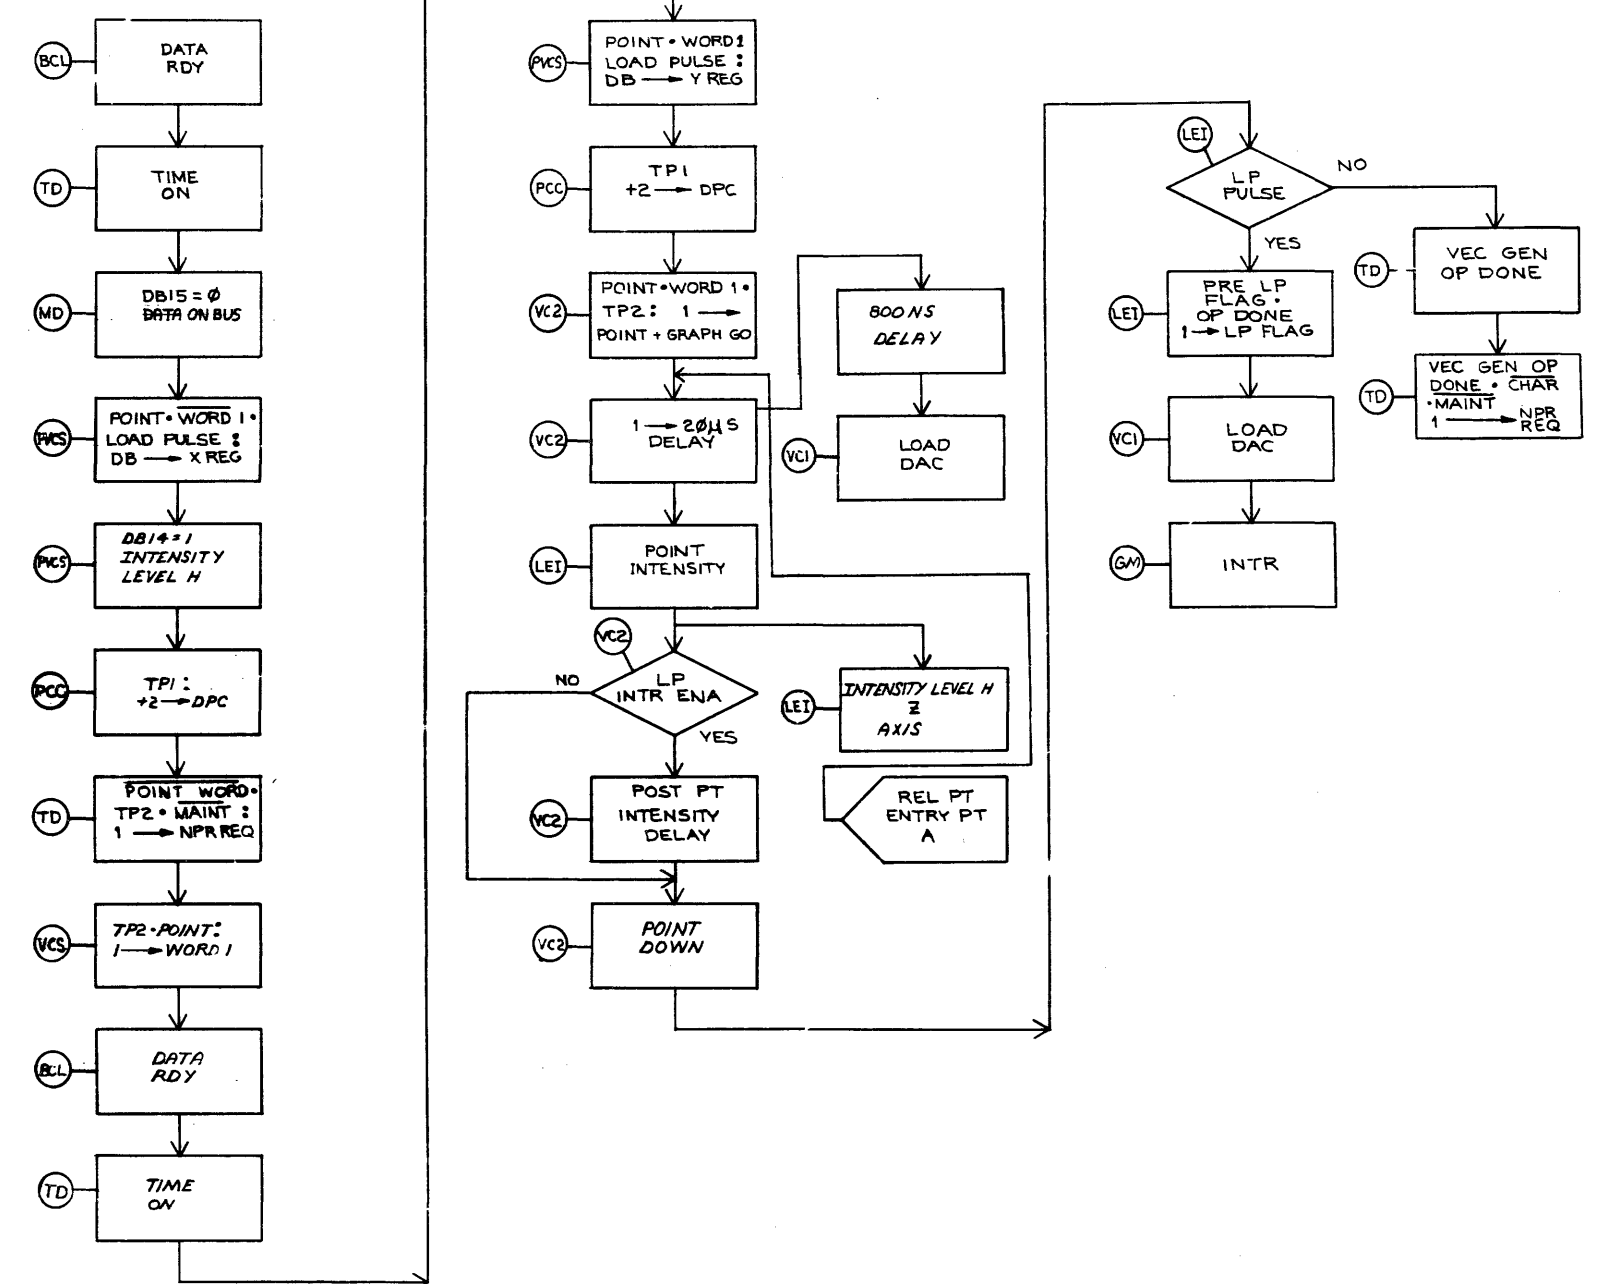 BCL
DATA
RDY
TD
TIME
ON
MD
DB15 = Ø
DATA ON BUS
PVCS
POINT • WORD 1 •
LOAD PULSE :
DB → X REG
PVCS
DB14 = 1
INTENSITY
LEVEL H
PCC
TP1 :
+2 → DPC
TD
POINT WORD •
TP2 • MAINT :
1 → NPR REQ
VCS
TP2 • POINT :
1 → WORD 1
BCL
DATA
RDY
TD
TIME
ON
PVCS
POINT • WORD 1
LOAD PULSE :
DB → Y REG
PCC
TP1
+2 → DPC
VC2
POINT • WORD 1 •
TP2 : 1 →
POINT + GRAPH GO
VC2
1 → 2ØµS
DELAY
800 NS
DELAY
VC1
LOAD
DAC
LEI
POINT
INTENSITY
VC2
LP
INTR ENA
NO
YES
LEI
INTENSITY LEVEL H
Z
AXIS
VC2
POST PT
INTENSITY
DELAY
REL PT
ENTRY PT
A
VC2
POINT
DOWN
LEI
LP
PULSE
NO
YES
LEI
PRE LP
FLAG •
OP DONE
1 → LP FLAG
VC1
LOAD
DAC
GM
INTR
TD
VEC GEN
OP DONE
TD
VEC GEN OP
DONE • CHAR
• MAINT
1 → NPR
REQ